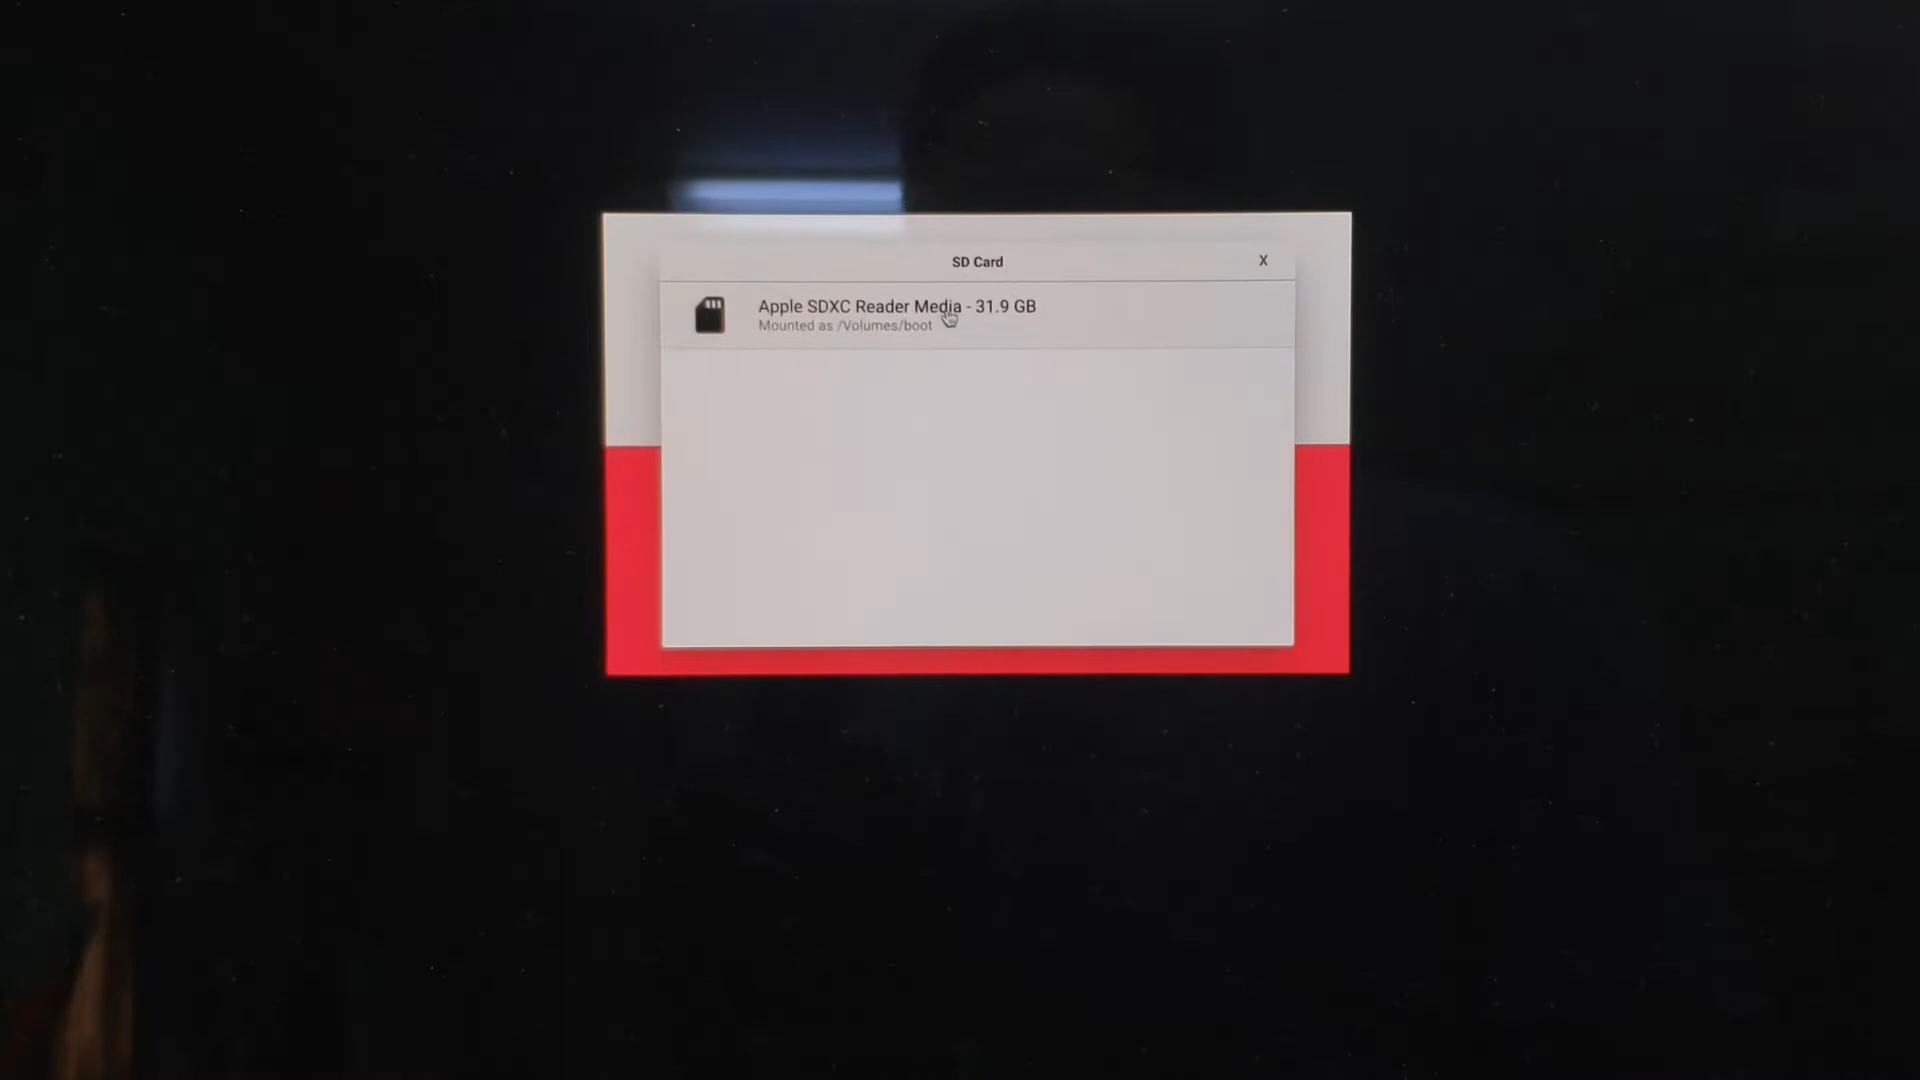 SD Card
X
Apple SDXC Reader Media - 31.9 GB
Mounted as /Volumes/boot